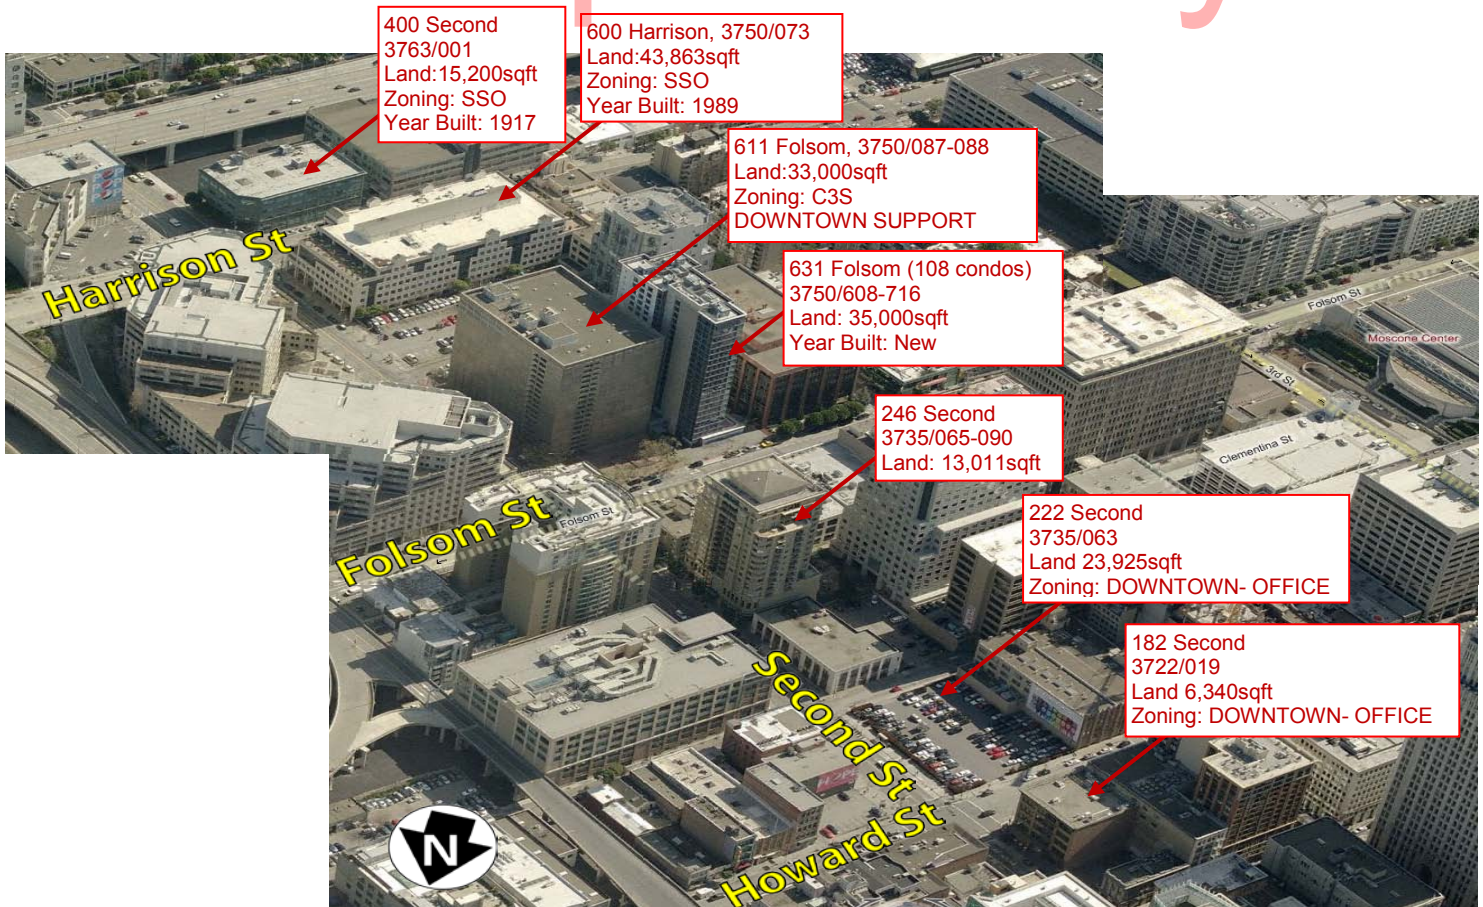 400 Second
3763/001
Land:15,200sqft
Zoning: SSO
Year Built: 1917
600 Harrison, 3750/073
Land:43,863sqft
Zoning: SSO
Year Built: 1989
611 Folsom, 3750/087-088
Land:33,000sqft
Zoning: C3S
DOWNTOWN SUPPORT
631 Folsom (108 condos)
3750/608-716
Land: 35,000sqft
Year Built: New
246 Second
3735/065-090
Land: 13,011sqft
222 Second
3735/063
Land 23,925sqft
Zoning: DOWNTOWN- OFFICE
182 Second
3722/019
Land 6,340sqft
Zoning: DOWNTOWN- OFFICE
Harrison St
Folsom St
Folsom St
Folsom St
Moscone Center
3rd St
Clementina St
Second St
Howard St
N